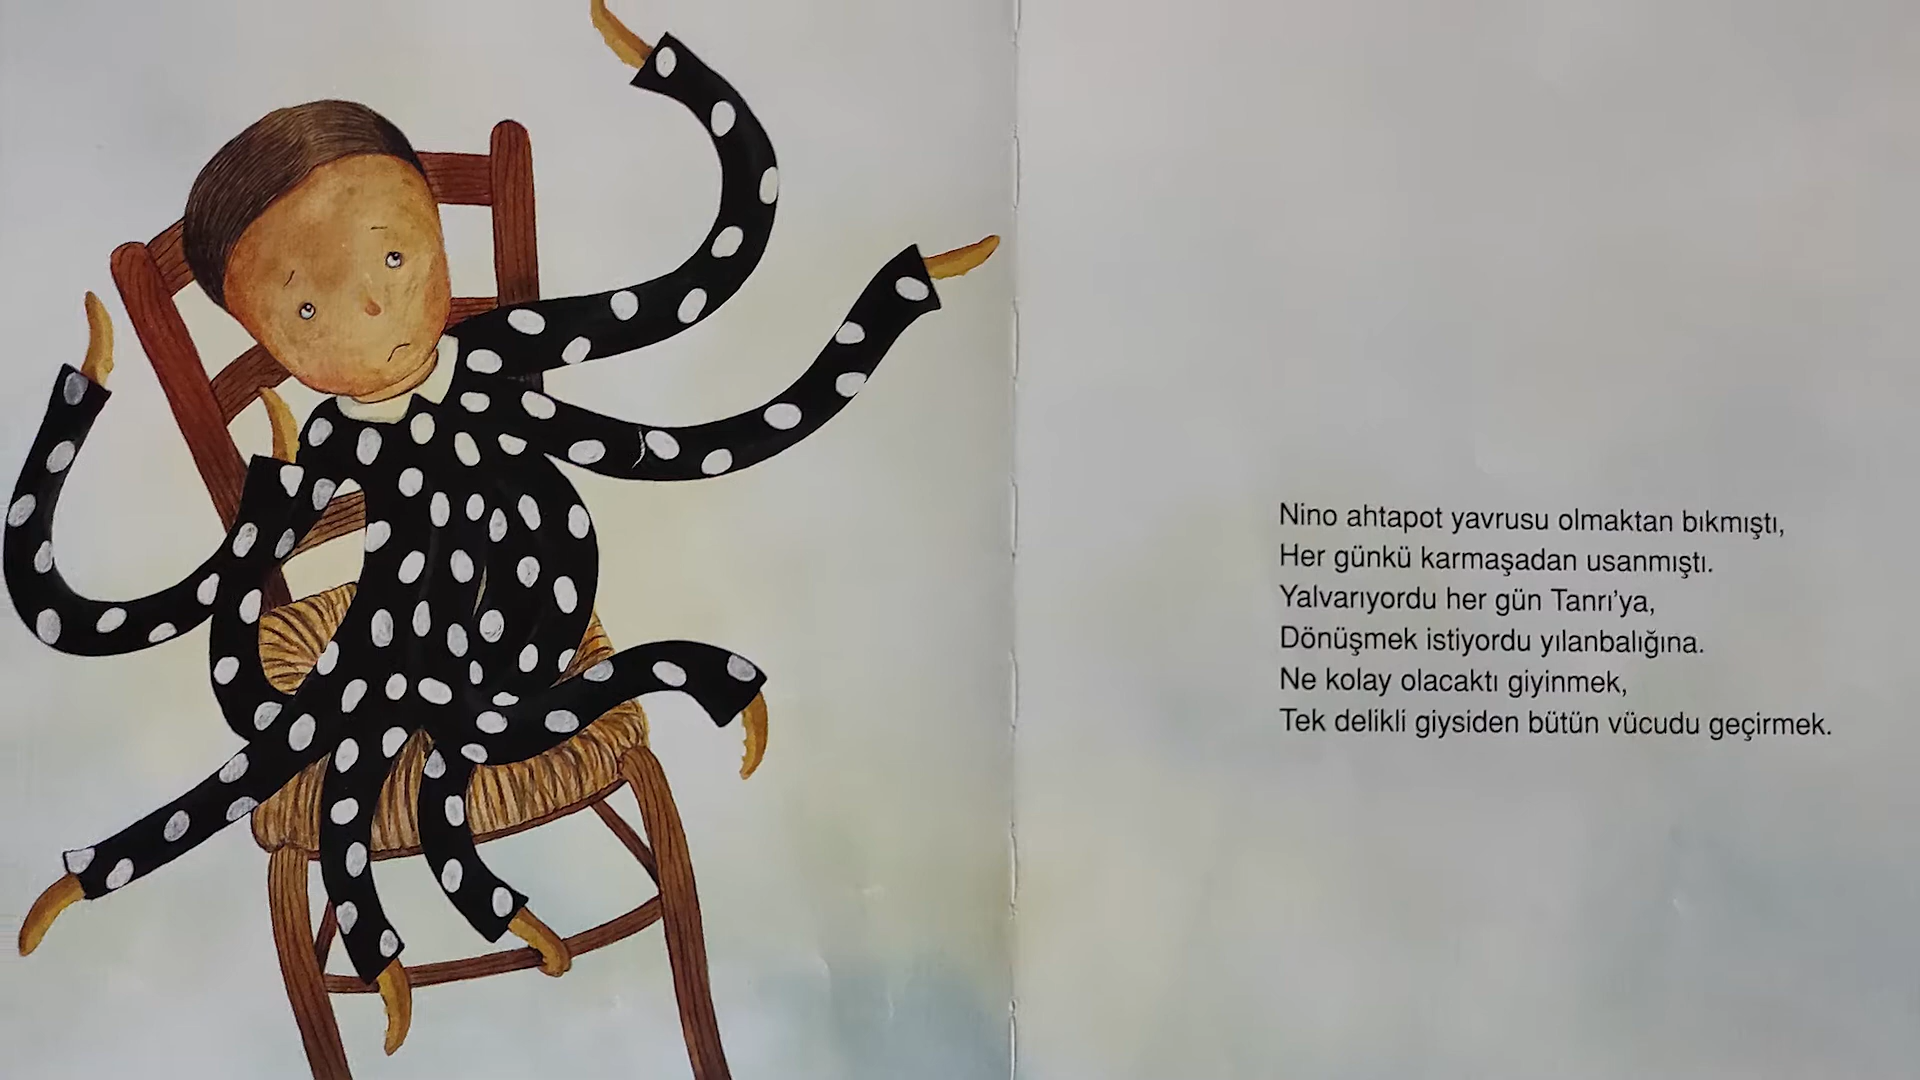 Nino ahtapot yavrusu olmaktan bıkmıştı,
Her günkü karmaşadan usanmıştı.
Yalvarıyordu her gün Tanrı'ya,
Dönüşmek istiyordu yılanbalığına.
Ne kolay olacaktı giyinmek,
Tek delikli giysiden bütün vücudu geçirmek.